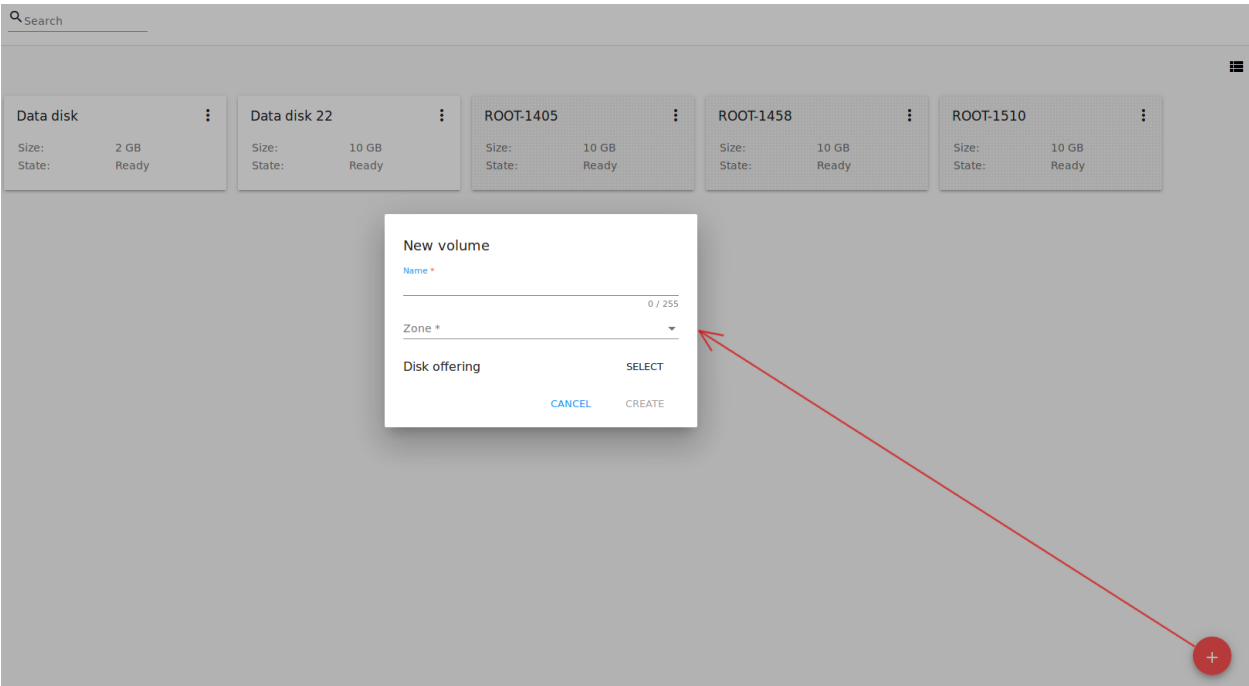 Search
Data disk
Size: 2 GB
State: Ready
Data disk 22
Size: 10 GB
State: Ready
ROOT-1405
Size: 10 GB
State: Ready
ROOT-1458
Size: 10 GB
State: Ready
ROOT-1510
Size: 10 GB
State: Ready
New volume
Name *
0 / 255
Zone *
Disk offering SELECT
CANCEL CREATE
+